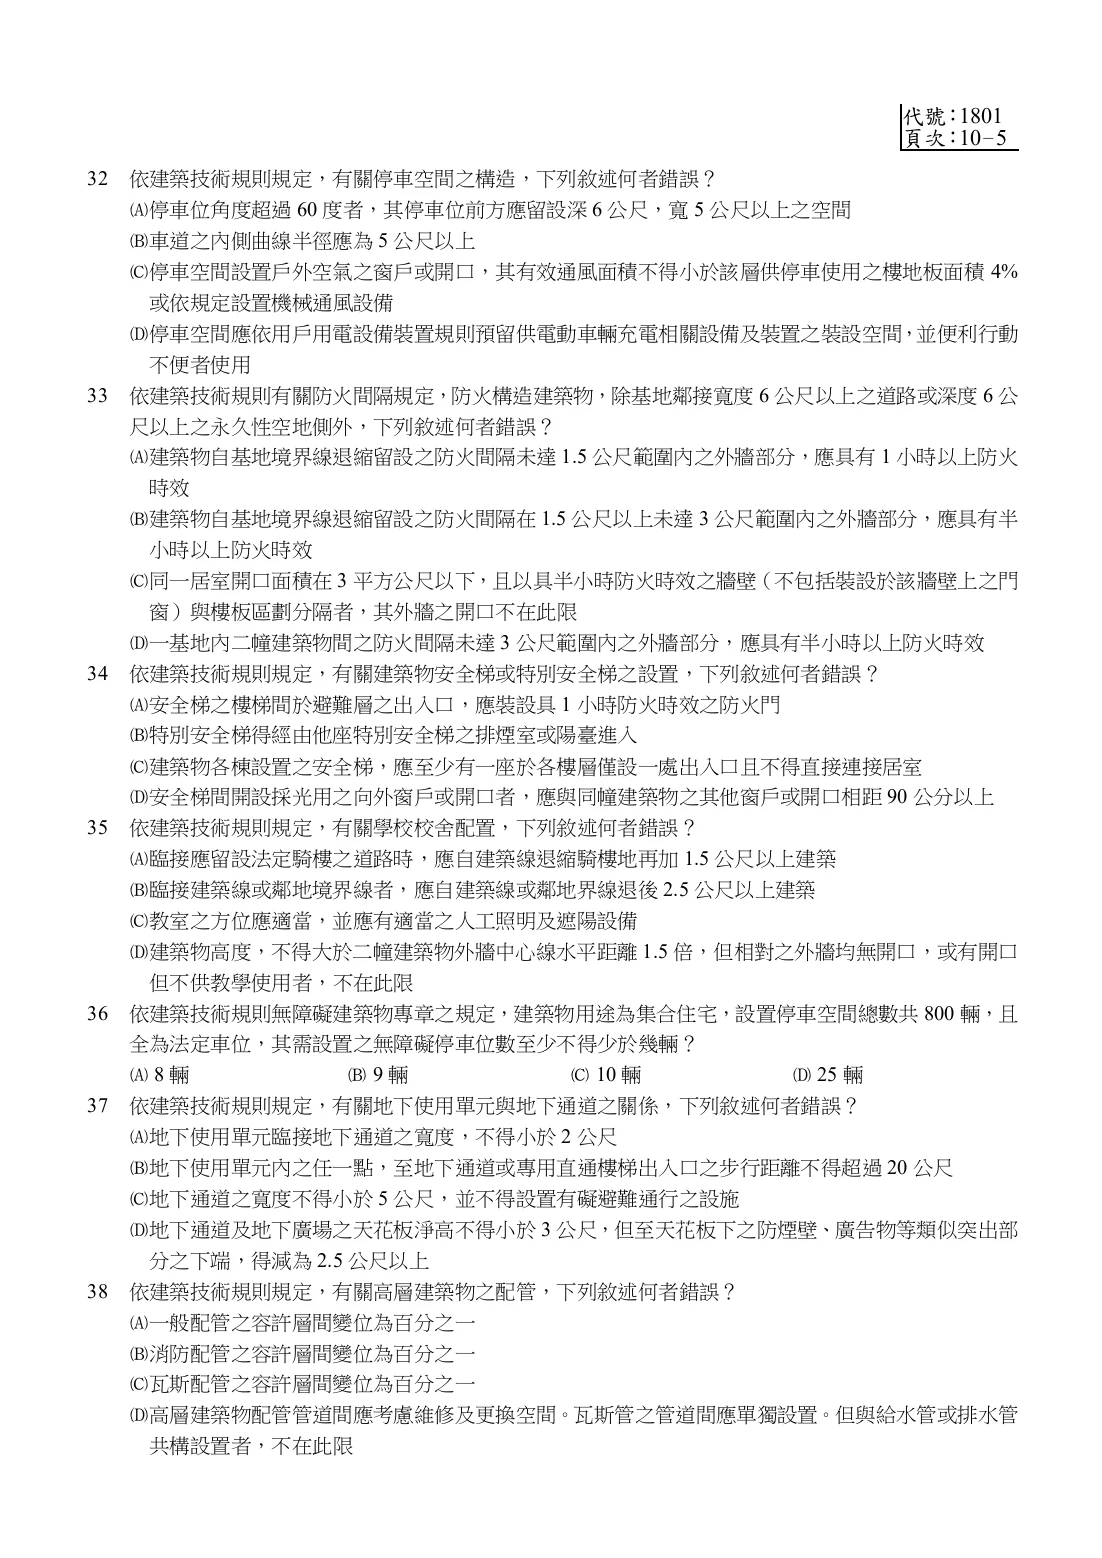 代號：1801
頁次：10－5
32 依建築技術規則規定，有關停車空間之構造，下列敘述何者錯誤？
(A)停車位角度超過 60 度者，其停車位前方應留設深 6 公尺，寬 5 公尺以上之空間
(B)車道之內側曲線半徑應為 5 公尺以上
(C)停車空間設置戶外空氣之窗戶或開口，其有效通風面積不得小於該層供停車使用之樓地板面積 4%
或依規定設置機械通風設備
(D)停車空間應依用戶用電設備裝置規則預留供電動車輛充電相關設備及裝置之裝設空間，並便利行動
不便者使用
33 依建築技術規則有關防火間隔規定，防火構造建築物，除基地鄰接寬度 6 公尺以上之道路或深度 6 公
尺以上之永久性空地側外，下列敘述何者錯誤？
(A)建築物自基地境界線退縮留設之防火間隔未達 1.5 公尺範圍內之外牆部分，應具有 1 小時以上防火
時效
(B)建築物自基地境界線退縮留設之防火間隔在 1.5 公尺以上未達 3 公尺範圍內之外牆部分，應具有半
小時以上防火時效
(C)同一居室開口面積在 3 平方公尺以下，且以具半小時防火時效之牆壁（不包括裝設於該牆壁上之門
窗）與樓板區劃分隔者，其外牆之開口不在此限
(D)一基地內二幢建築物間之防火間隔未達 3 公尺範圍內之外牆部分，應具有半小時以上防火時效
34 依建築技術規則規定，有關建築物安全梯或特別安全梯之設置，下列敘述何者錯誤？
(A)安全梯之樓梯間於避難層之出入口，應裝設具 1 小時防火時效之防火門
(B)特別安全梯得經由他座特別安全梯之排煙室或陽臺進入
(C)建築物各棟設置之安全梯，應至少有一座於各樓層僅設一處出入口且不得直接連接居室
(D)安全梯間開設採光用之向外窗戶或開口者，應與同幢建築物之其他窗戶或開口相距 90 公分以上
35 依建築技術規則規定，有關學校校舍配置，下列敘述何者錯誤？
(A)臨接應留設法定騎樓之道路時，應自建築線退縮騎樓地再加 1.5 公尺以上建築
(B)臨接建築線或鄰地境界線者，應自建築線或鄰地界線退後 2.5 公尺以上建築
(C)教室之方位應適當，並應有適當之人工照明及遮陽設備
(D)建築物高度，不得大於二幢建築物外牆中心線水平距離 1.5 倍，但相對之外牆均無開口，或有開口
但不供教學使用者，不在此限
36 依建築技術規則無障礙建築物專章之規定，建築物用途為集合住宅，設置停車空間總數共 800 輛，且
全為法定車位，其需設置之無障礙停車位數至少不得少於幾輛？
(A) 8 輛 (B) 9 輛 (C) 10 輛 (D) 25 輛
37 依建築技術規則規定，有關地下使用單元與地下通道之關係，下列敘述何者錯誤？
(A)地下使用單元臨接地下通道之寬度，不得小於 2 公尺
(B)地下使用單元內之任一點，至地下通道或專用直通樓梯出入口之步行距離不得超過 20 公尺
(C)地下通道之寬度不得小於 5 公尺，並不得設置有礙避難通行之設施
(D)地下通道及地下廣場之天花板淨高不得小於 3 公尺，但至天花板下之防煙壁、廣告物等類似突出部
分之下端，得減為 2.5 公尺以上
38 依建築技術規則規定，有關高層建築物之配管，下列敘述何者錯誤？
(A)一般配管之容許層間變位為百分之一
(B)消防配管之容許層間變位為百分之一
(C)瓦斯配管之容許層間變位為百分之一
(D)高層建築物配管管道間應考慮維修及更換空間。瓦斯管之管道間應單獨設置。但與給水管或排水管
共構設置者，不在此限